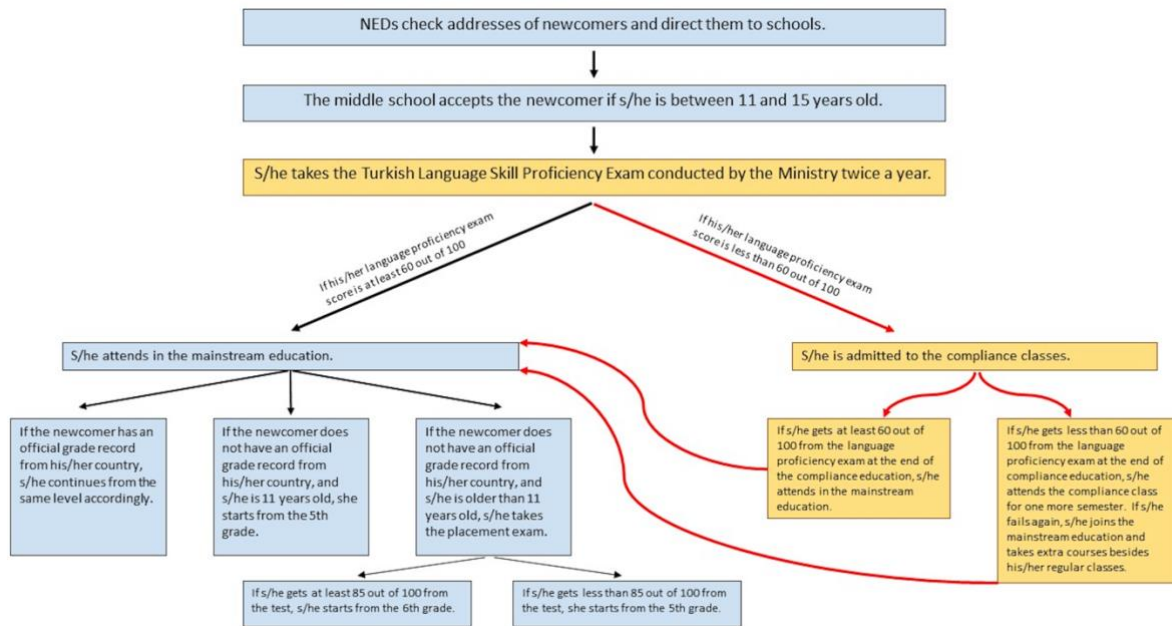 NEDs check addresses of newcomers and direct them to schools.
The middle school accepts the newcomer if s/he is between 11 and 15 years old.
S/he takes the Turkish Language Skill Proficiency Exam conducted by the Ministry twice a year.
If his/her language proficiency exam
score is at least 60 out of 100
If his/her language proficiency exam
score is less than 60 out of
100
S/he attends in the mainstream education.
S/he is admitted to the compliance classes.
If the newcomer has an
official grade record
from his/her country,
s/he continues from the
same level accordingly.
If the newcomer does
not have an official
grade record from
his/her country, and
s/he is 11 years old, she
starts from the 5th
grade.
If the newcomer does
not have an official
grade record from
his/her country, and
s/he is older than 11
years old, s/he takes
the placement exam.
If s/he gets at least 60 out of
100 from the language
proficiency exam at the end of
the compliance education, s/he
attends in the mainstream
education.
If s/he gets less than 60 out of
100 from the language
proficiency exam at the end of
compliance education, s/he
attends the compliance class
for one more semester. If s/he
fails again, s/he joins the
mainstream education and
takes extra courses besides
his/her regular classes.
If s/he gets at least 85 out of 100 from
the test, s/he starts from the 6th grade.
If s/he gets less than 85 out of 100 from
the test, she starts from the 5th grade.